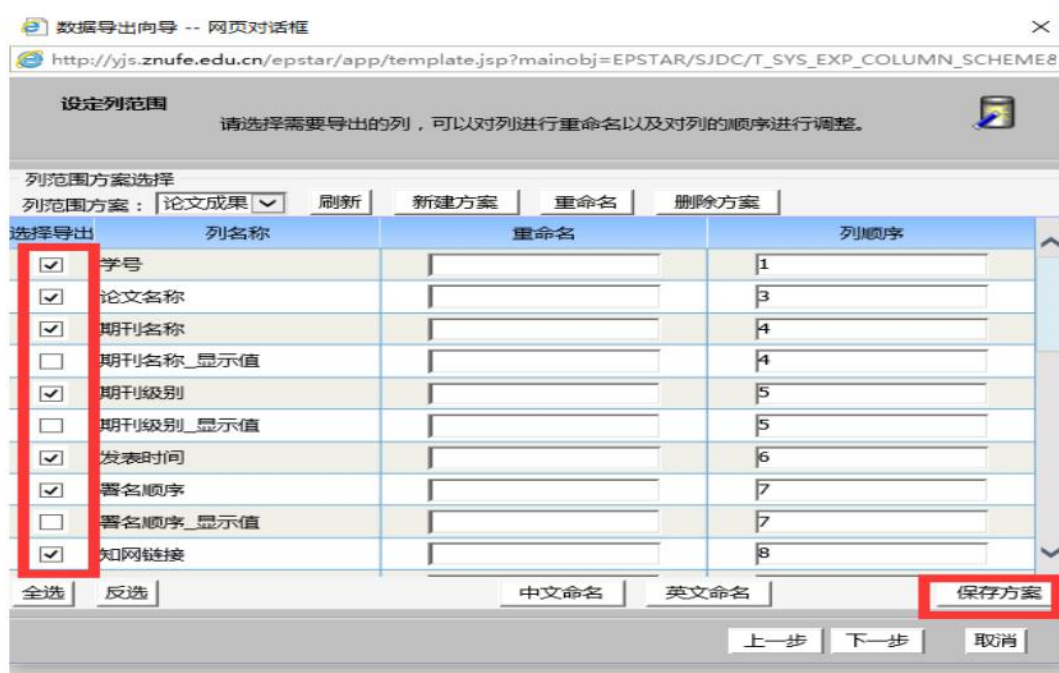 数据导出向导 -- 网页对话框
http://yjs.znufe.edu.cn/epstar/app/template.jsp?mainobj=EPSTAR/SJDC/T_SYS_EXP_COLUMN_SCHEME&
设定列范围
请选择需要导出的列，可以对列进行重命名以及对列的顺序进行调整。
列范围方案选择
列范围方案： 论文成果 刷新 新建方案 重命名 删除方案
选择导出 列名称 重命名 列顺序
学号 1
论文名称 3
期刊名称 4
期刊名称_显示值 4
期刊级别 5
期刊级别_显示值 5
发表时间 6
署名顺序 7
署名顺序_显示值 7
知网链接 8
全选 反选 中文命名 英文命名 保存方案
上一步 下一步 取消